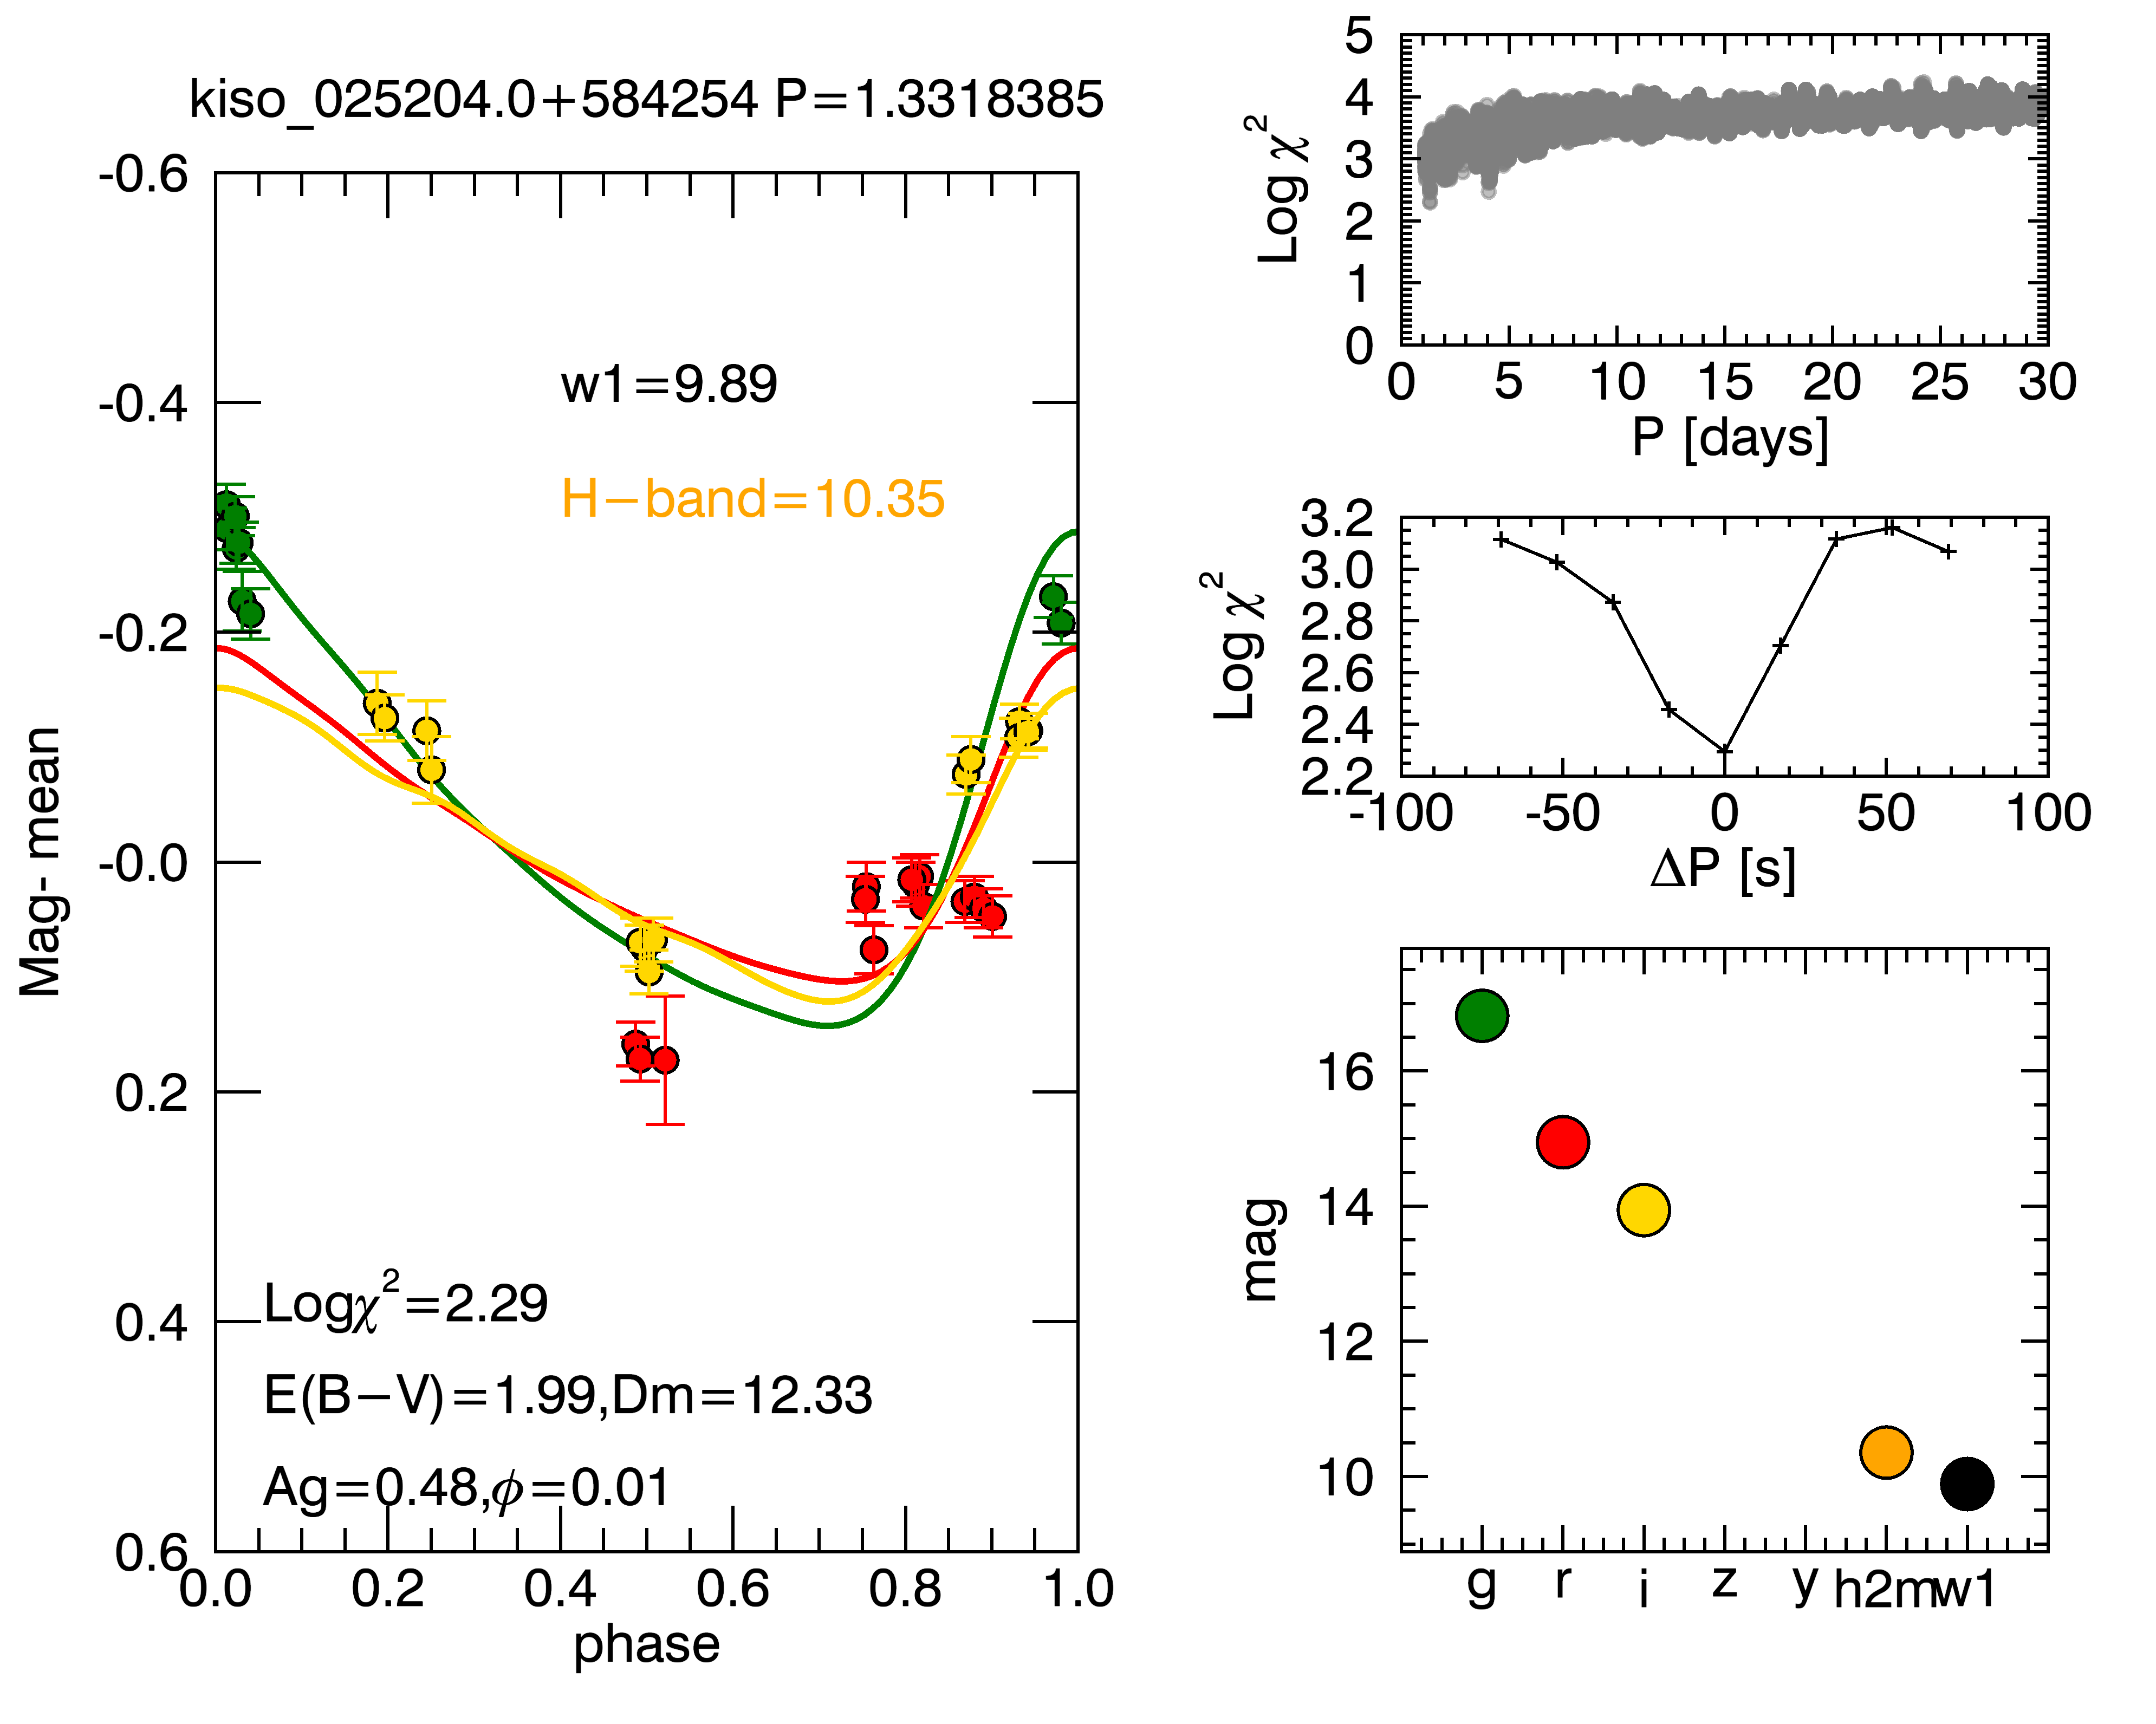 kiso_025204.0+584254 P=1.3318385
-0.6
-0.4
-0.2
-0.0
0.2
0.4
0.6
Mag- mean
w1=9.89
H-band=10.35
Logχ²=2.29
E(B-V)=1.99,Dm=12.33
Ag=0.48,ϕ=0.01
0.0 0.2 0.4 0.6 0.8 1.0
phase
5
4
3
2
1
0
Log χ²
0 5 10 15 20 25 30
P [days]
3.2
3.0
2.8
2.6
2.4
2.2
Log χ²
-100 -50 0 50 100
ΔP [s]
16
14
12
10
mag
g r i z y h2m w1